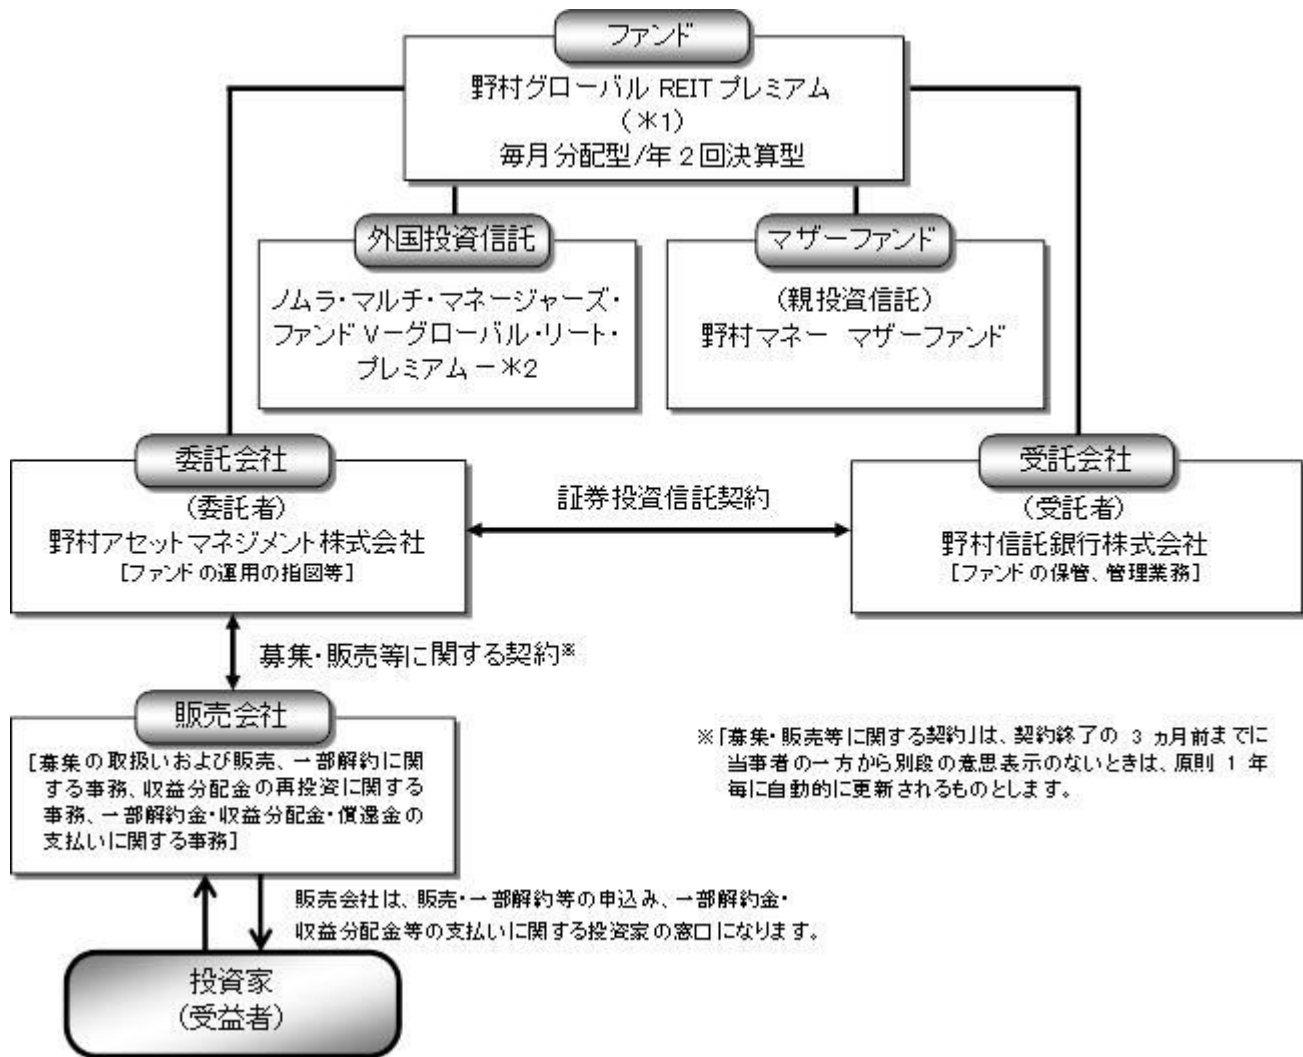 ファンド
野村グローバル REIT プレミアム
(＊1)
毎月分配型/年 2 回決算型
外国投資信託
ノムラ・マルチ・マネージャーズ・
ファンド V－グローバル・リート・
プレミアム－＊2
マザーファンド
(親投資信託)
野村マネー マザーファンド
委託会社
(委託者)
野村アセットマネジメント株式会社
[ファンドの運用の指図等]
証券投資信託契約
受託会社
(受託者)
野村信託銀行株式会社
[ファンドの保管、管理業務]
募集・販売等に関する契約※
販売会社
[募集の取扱いおよび販売、一部解約に関
する事務、収益分配金の再投資に関する
事務、一部解約金・収益分配金・償還金の
支払いに関する事務]
※「募集・販売等に関する契約」は、契約終了の 3 ヵ月前までに
当事者の一方から別段の意思表示のないときは、原則 1 年
毎に自動的に更新されるものとします。
販売会社は、販売・一部解約等の申込み、一部解約金・
収益分配金等の支払いに関する投資家の窓口になります。
投資家
(受益者)